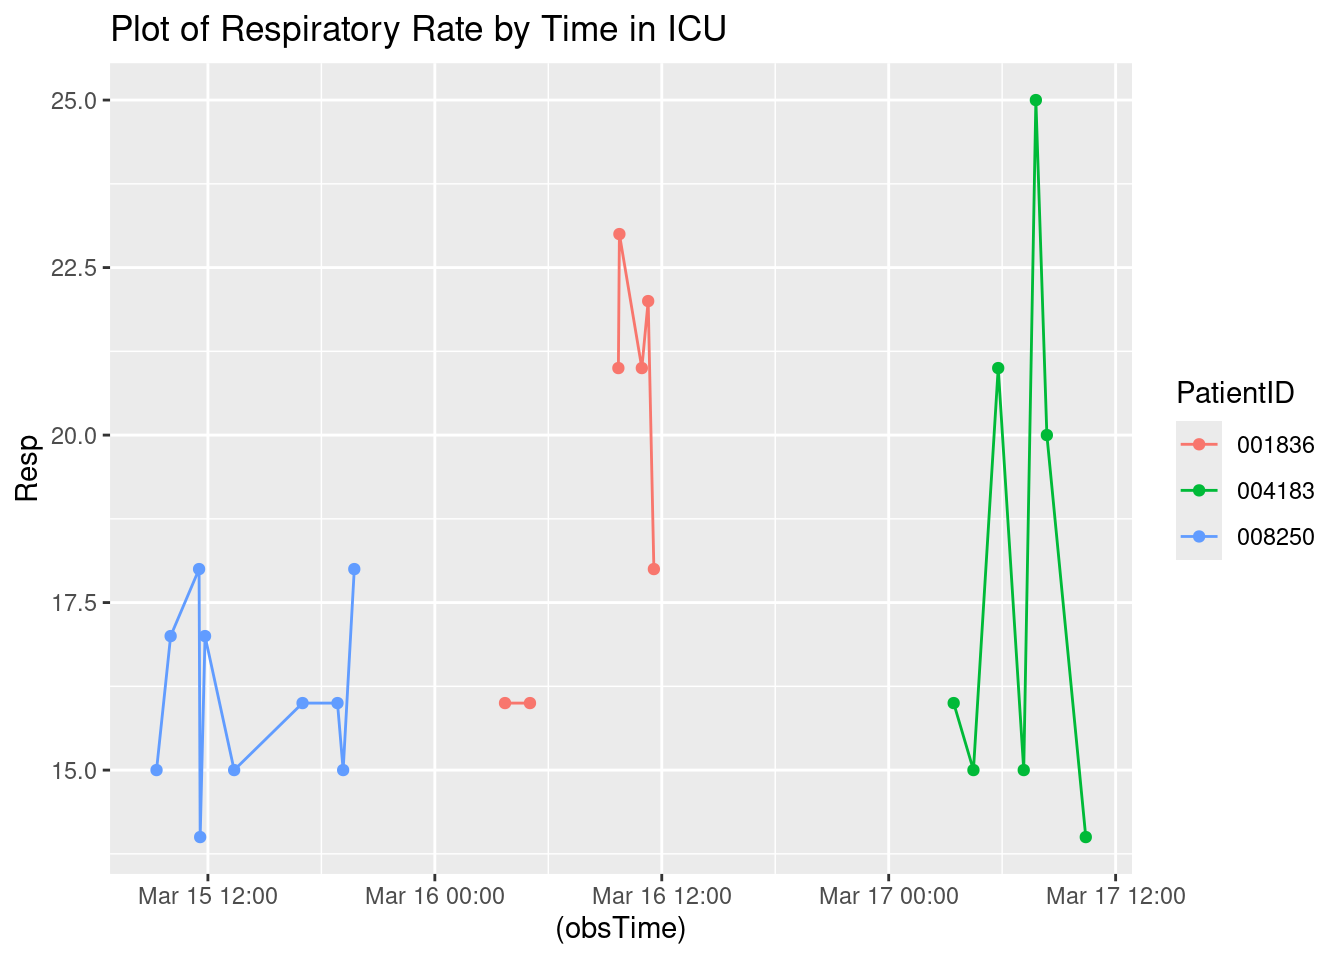 Plot of Respiratory Rate by Time in ICU
25.0
22.5
20.0
17.5
15.0
Resp
Mar 15 12:00
Mar 16 00:00
Mar 16 12:00
Mar 17 00:00
Mar 17 12:00
(obsTime)
PatientID
001836
004183
008250